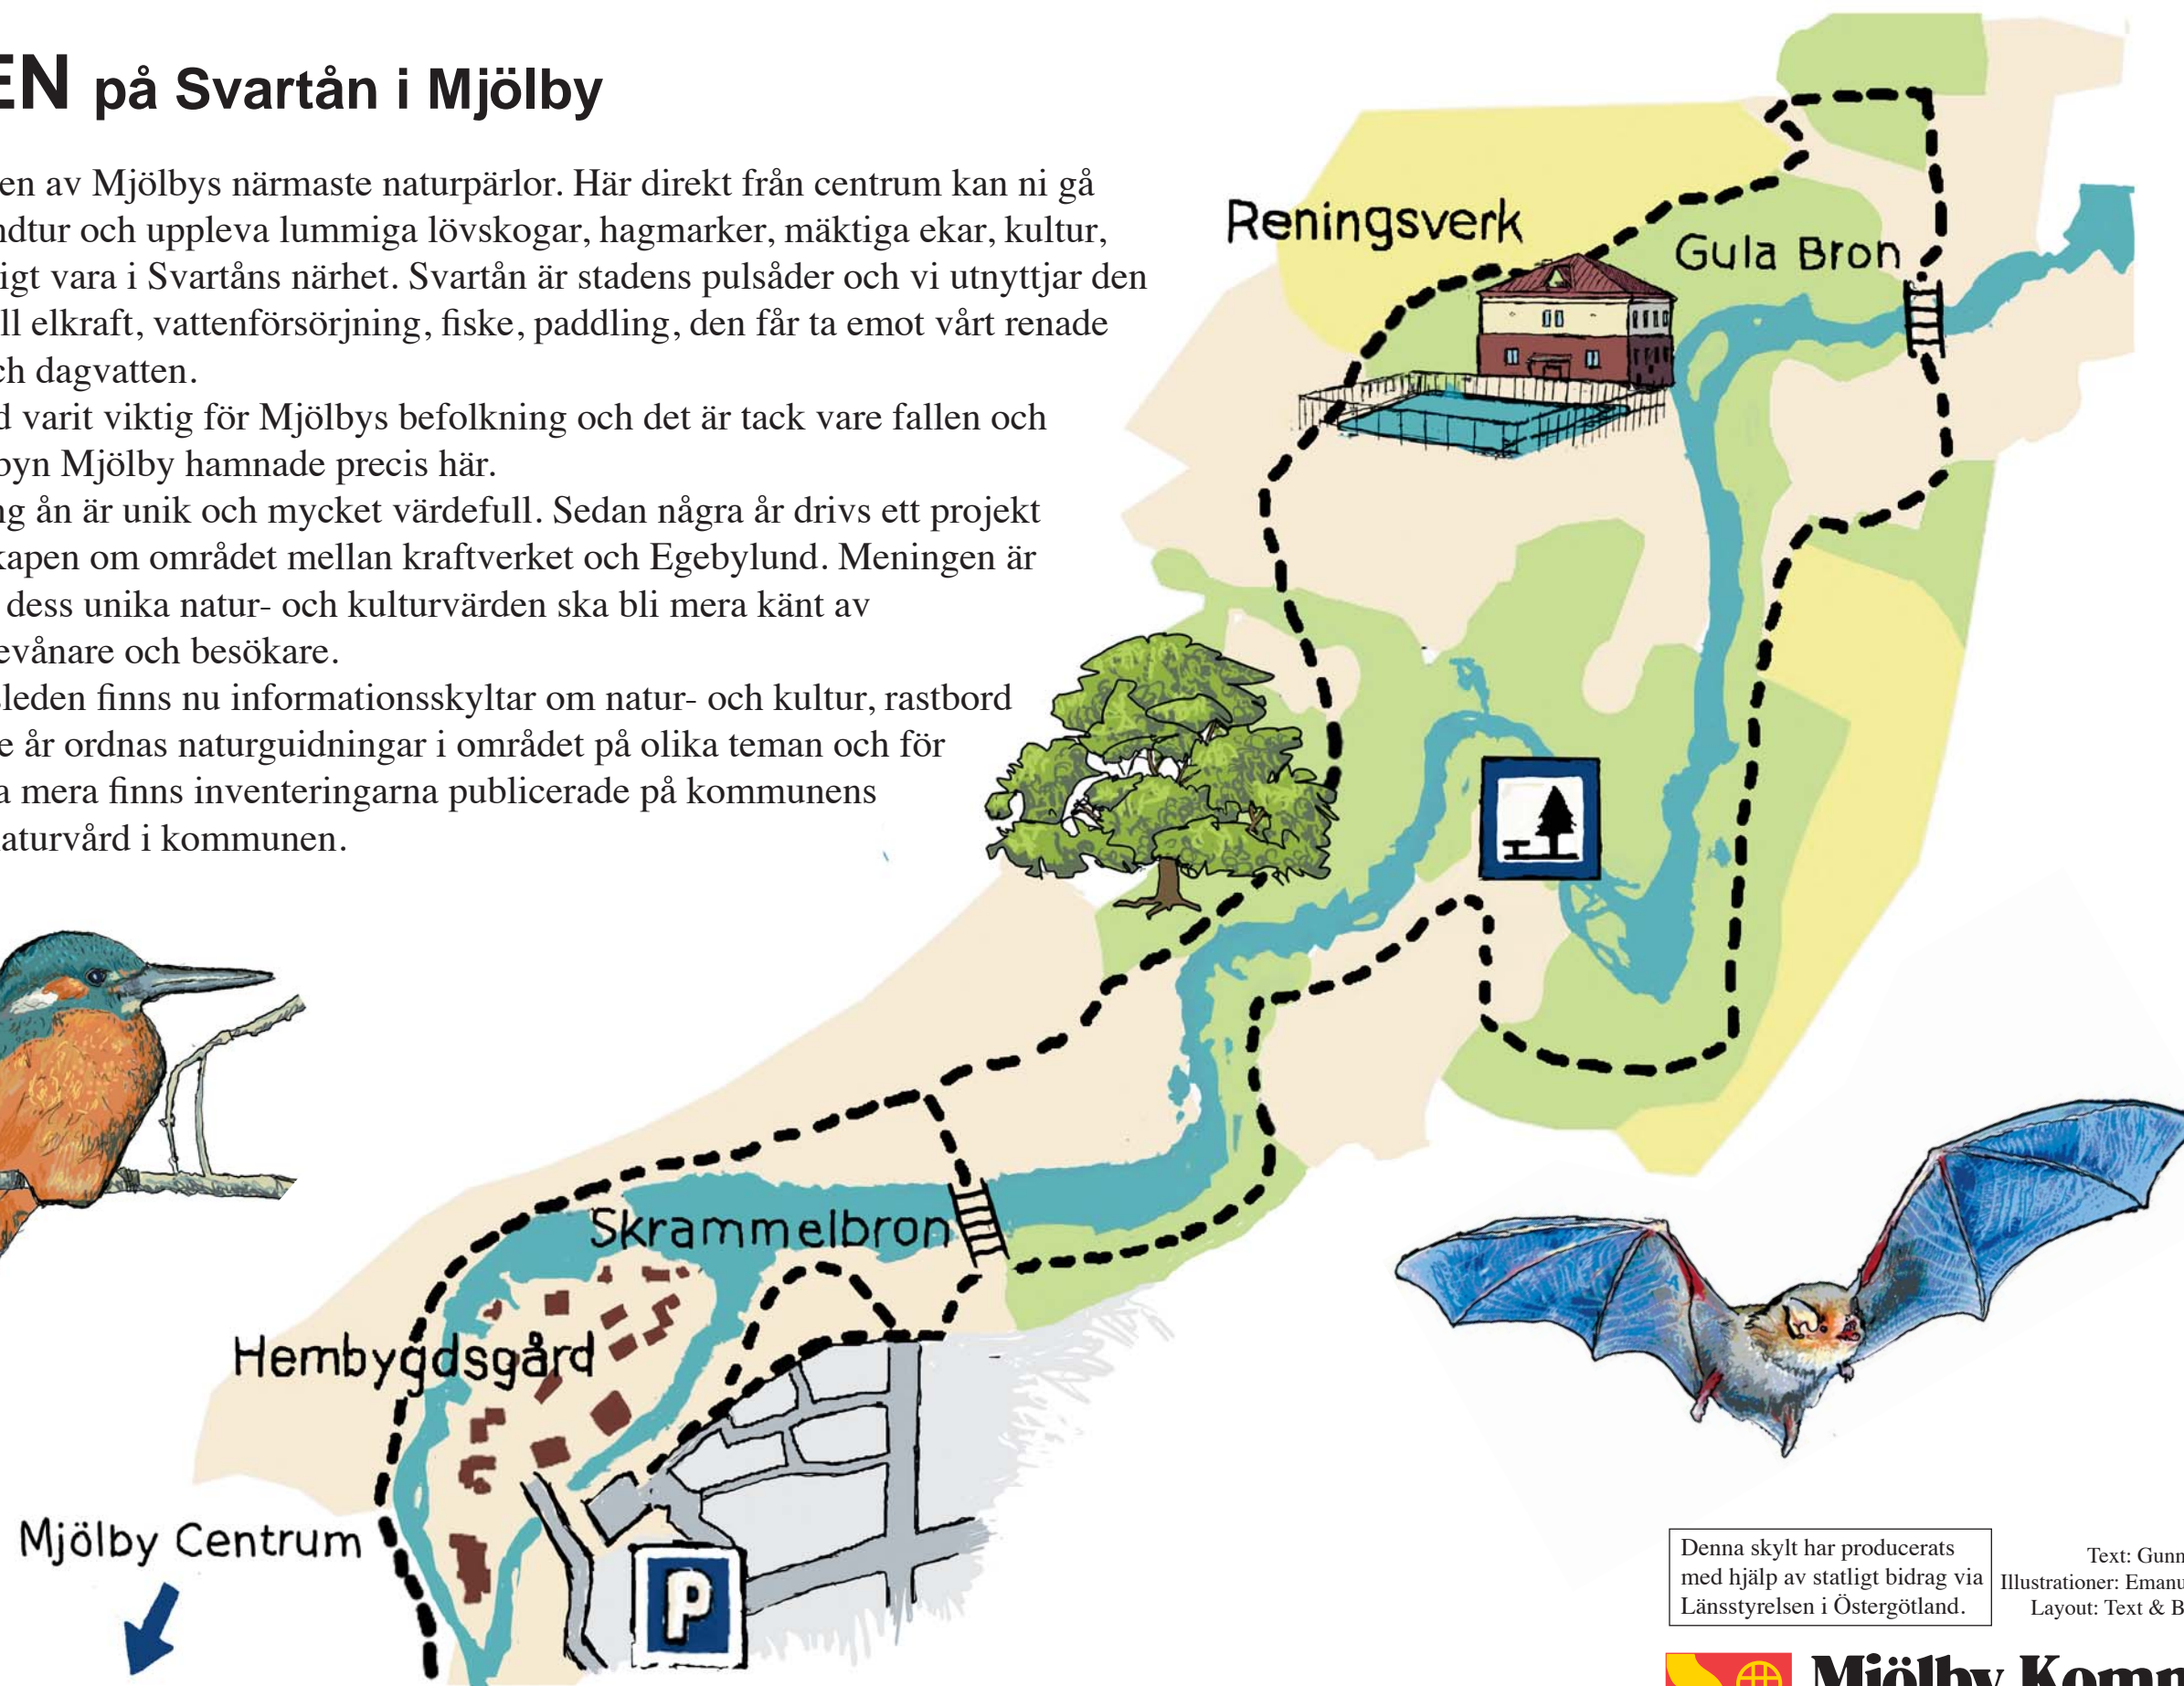 EN på Svartån i Mjölby
en av Mjölbys närmaste naturpärlor. Här direkt från centrum kan ni gå
ndtur och uppleva lummiga lövskogar, hagmarker, mäktiga ekar, kultur,
igt vara i Svartåns närhet. Svartån är stadens pulsåder och vi utnyttjar den
ll elkraft, vattenförsörjning, fiske, paddling, den får ta emot vårt renade
ch dagvatten.
d varit viktig för Mjölbys befolkning och det är tack vare fallen och
byn Mjölby hamnade precis här.
ng ån är unik och mycket värdefull. Sedan några år drivs ett projekt
kapen om området mellan kraftverket och Egebylund. Meningen är
dess unika natur- och kulturvärden ska bli mera känt av
evånare och besökare.
leden finns nu informationsskyltar om natur- och kultur, rastbord
e år ordnas naturguidningar i området på olika teman och för
a mera finns inventeringarna publicerade på kommunens
naturvård i kommunen.
Reningsverk
Gula Bron
Skrammelbron
Hembygdsgård
Mjölby Centrum
P
Denna skylt har producerats
med hjälp av statligt bidrag via
Länsstyrelsen i Östergötland.
Text: Gunn
Illustrationer: Emanu
Layout: Text & B
Mjölby Komm